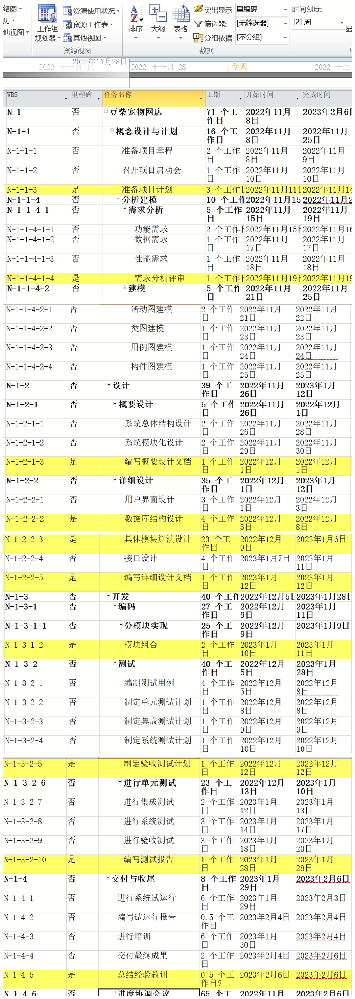 络图
历
他视图
工作组
规划器
资源使用状况
资源工作表
其他视图
资源视图
排序
大纲
表格
突出显示: 里程碑
筛选器: [无筛选器]
分组依据: [不分组]
数据
时间刻度:
[2] 周
2022年11月28日
2022 十一月 14
2022 十一月 28
今天
2022 十二
WBS 里程碑 任务名称 工期 开始时间 完成时间
N-1 否 豆柴宠物网店 71 个工作日 2022年11月8日 2023年2月6日
N-1-1 否 概念设计与计划 16 个工作日 2022年11月8日 2022年11月25日
N-1-1-1 否 准备项目章程 2 个工作日 2022年11月8日 2022年11月9日
N-1-1-2 否 召开项目启动会 1 个工作日 2022年11月10日 2022年11月10日
N-1-1-3 是 准备项目计划 3 个工作日 2022年11月11日 2022年11月14
N-1-1-4 否 分析建模 10 个工作 2022年11月15 2022年11月2
N-1-1-4-1 否 需求分析 5 个工作日 2022年11月15日 2022年11月19日
N-1-1-4-1-1 否 功能需求 2 个工作日 2022年11月15日 2022年11月16
N-1-1-4-1-2 否 数据需求 1 个工作日 2022年11月17日 2022年11月17日
N-1-1-4-1-3 否 性能需求 1 个工作日 2022年11月18日 2022年11月18日
N-1-1-4-1-4 是 需求分析评审 1 个工作日 2022年11月19日 2022年11月19
N-1-1-4-2 否 建模 5 个工作日 2022年11月21日 2022年11月25日
N-1-1-4-2-1 否 活动图建模 2 个工作日 2022年11月21日 2022年11月22日
N-1-1-4-2-2 否 类图建模 1 个工作日 2022年11月23日 2022年11月23日
N-1-1-4-2-3 否 用例图建模 1 个工作日 2022年11月24日 2022年11月24日
N-1-1-4-2-4 否 构件图建模 1 个工作日 2022年11月25日 2022年11月25日
N-1-2 否 设计 39 个工作日 2022年11月26日 2023年1月12日
N-1-2-1 否 概要设计 5 个工作日 2022年11月26日 2022年12月1日
N-1-2-1-1 否 系统总体结构设计 2 个工作日 2022年11月26日 2022年11月28日
N-1-2-1-2 否 系统模块化设计 2 个工作日 2022年11月29日 2022年11月30日
N-1-2-1-3 是 编写概要设计文档 1 个工作日 2022年12月1日 2022年12月1日
N-1-2-2 否 详细设计 35 个工作日 2022年12月1日 2023年1月12日
N-1-2-2-1 否 用户界面设计 3 个工作日 2022年12月1日 2022年12月3日
N-1-2-2-2 是 数据库结构设计 4 个工作日 2022年12月5日 2022年12月8日
N-1-2-2-3 是 具体模块算法设计 23 个工作日 2022年12月9日 2023年1月6日
N-1-2-2-4 否 接口设计 4 个工作日 2023年1月7日 2023年1月11日
N-1-2-2-5 是 编写详细设计文档 1 个工作日 2023年1月12日 2023年1月12日
N-1-3 否 开发 40 个工作 2022年12月5日 2023年1月28日
N-1-3-1 否 编码 27 个工作日 2022年12月9日 2023年1月11日
N-1-3-1-1 否 分模块实现 25 个工作日 2022年12月9日 2023年1月9日
N-1-3-1-2 是 模块组合 2 个工作日 2023年1月10日 2023年1月11日
N-1-3-2 否 测试 40 个工作日 2022年12月5日 2023年1月28日
N-1-3-2-1 否 编制测试用例 4 个工作日 2022年12月5日 2022年12月8日
N-1-3-2-2 否 制定单元测试计划 1 个工作日 2022年12月8日 2022年12月8日
N-1-3-2-3 否 制定集成测试计划 1 个工作日 2022年12月9日 2022年12月9日
N-1-3-2-4 否 制定系统测试计划 1 个工作日 2022年12月10日 2022年12月10日
N-1-3-2-5 是 制定验收测试计划 1 个工作日 2022年12月12日 2022年12月12日
N-1-3-2-6 否 进行单元测试 23 个工作日 2022年12月13日 2023年1月10日
N-1-3-2-7 否 进行集成测试 2 个工作日 2023年1月12日 2023年1月13日
N-1-3-2-8 否 进行系统测试 3 个工作日 2023年1月14日 2023年1月17日
N-1-3-2-9 否 进行验收测试 3 个工作日 2023年1月18日 2023年1月20日
N-1-3-2-10 是 编写测试报告 1 个工作日 2023年1月28日 2023年1月28日
N-1-4 否 交付与收尾 8 个工作日 2023年1月29日 2023年2月6日
N-1-4-1 否 进行系统试运行 6 个工作日 2023年1月29日 2023年2月3日
N-1-4-2 否 编写试运行报告 0.5 个工作日 2023年2月4日 2023年2月4日
N-1-4-3 否 进行培训 6 个工作日 2023年1月30日 2023年2月4日
N-1-4-4 否 交付最终成果 2 个工作日 2023年2月4日 2023年2月6日
N-1-4-5 是 总结经验教训 0.5 个工作日? 2023年2月6日 2023年2月6日
N-1-4-6 否 进度协调会议 65 个工 2022年11月 2023年2月6日